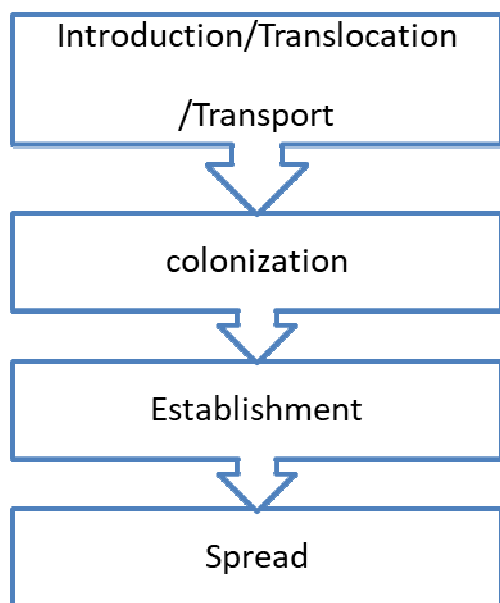 Introduction/Translocation
/Transport
colonization
Establishment
Spread